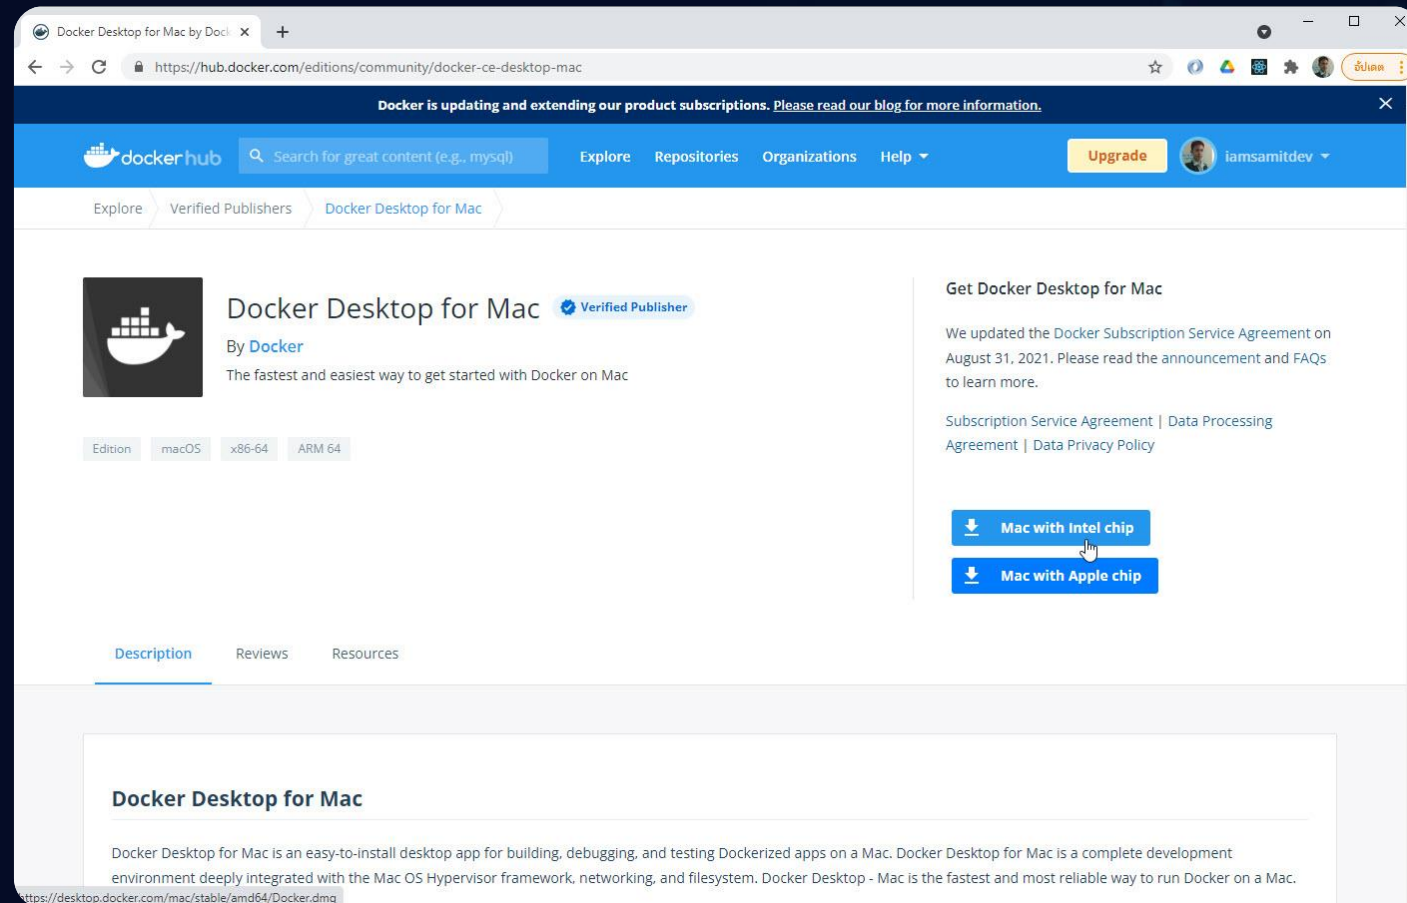 Docker Desktop for Mac by Dock
https://hub.docker.com/editions/community/docker-ce-desktop-mac
อัปเดต
Docker is updating and extending our product subscriptions. Please read our blog for more information.
dockerhub
Search for great content (e.g., mysql)
Explore
Repositories
Organizations
Help
Upgrade
iamsamitdev
Explore
Verified Publishers
Docker Desktop for Mac
Docker Desktop for Mac
Verified Publisher
By Docker
The fastest and easiest way to get started with Docker on Mac
Edition
macOS
x86-64
ARM 64
Get Docker Desktop for Mac
We updated the Docker Subscription Service Agreement on
August 31, 2021. Please read the announcement and FAQs
to learn more.
Subscription Service Agreement | Data Processing
Agreement | Data Privacy Policy
Mac with Intel chip
Mac with Apple chip
Description
Reviews
Resources
Docker Desktop for Mac
Docker Desktop for Mac is an easy-to-install desktop app for building, debugging, and testing Dockerized apps on a Mac. Docker Desktop for Mac is a complete development
environment deeply integrated with the Mac OS Hypervisor framework, networking, and filesystem. Docker Desktop - Mac is the fastest and most reliable way to run Docker on a Mac.
ttps://desktop.docker.com/mac/stable/amd64/Docker.dmg